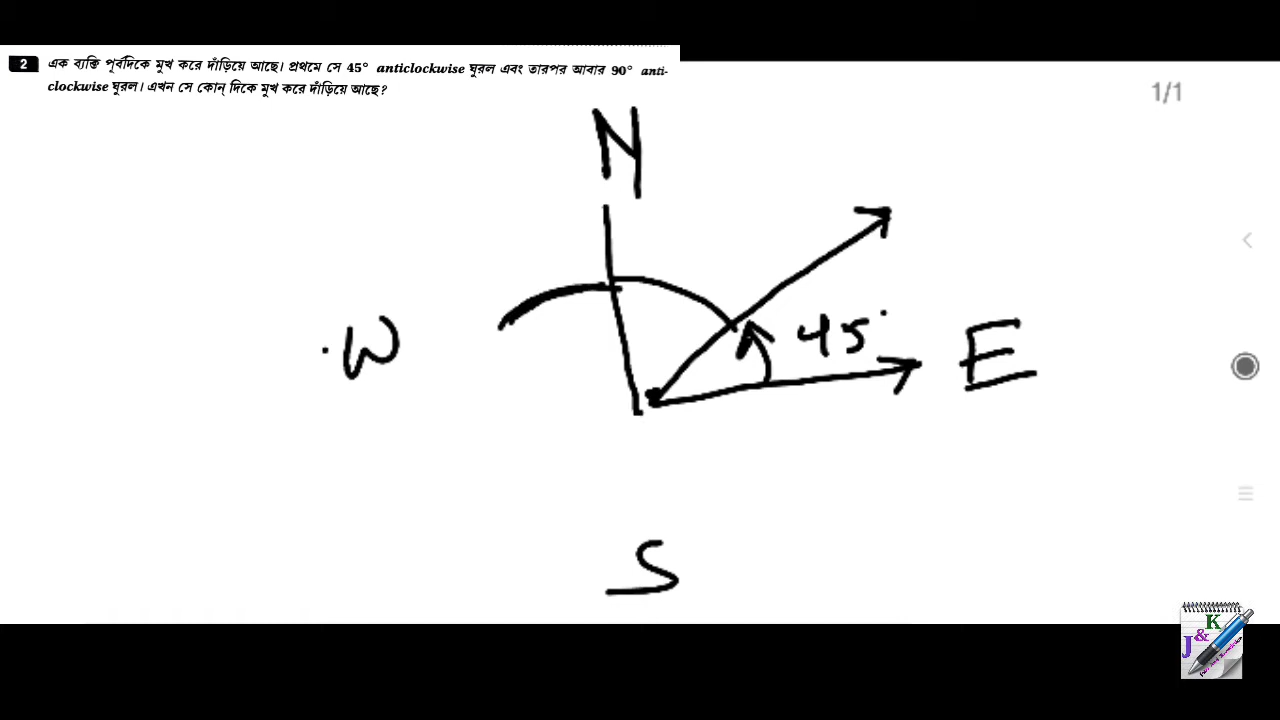 2 এক ব্যক্তি পূর্বদিকে মুখ করে দাঁড়িয়ে আছে। প্রথমে সে 45° anticlockwise ঘুরল এবং তারপর আবার 90° anti-
clockwise ঘুরল। এখন সে কোন্ দিকে মুখ করে দাঁড়িয়ে আছে?
1/1
N
W
45°
E
S
J&K